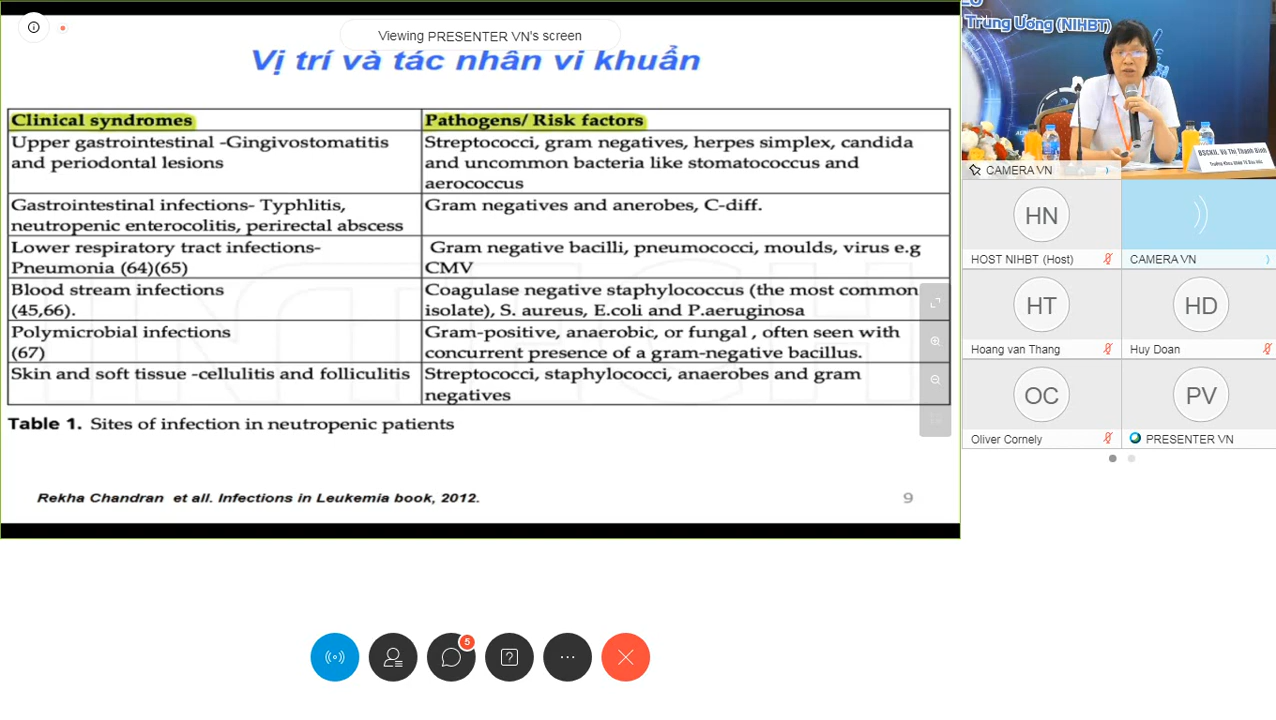 Viewing PRESENTER VN's screen
Vị trí và tác nhân vi khuẩn
Clinical syndromes
Pathogens/ Risk factors
Upper gastrointestinal -Gingivostomatitis
and periodontal lesions
Streptococci, gram negatives, herpes simplex, candida
and uncommon bacteria like stomatococcus and
aerococcus
Gastrointestinal infections- Typhlitis,
neutropenic enterocolitis, perirectal abscess
Gram negatives and anerobes, C-diff.
Lower respiratory tract infections-
Pneumonia (64)(65)
Gram negative bacilli, pneumococci, moulds, virus e.g
CMV
Blood stream infections
(45,66).
Coagulase negative staphylococcus (the most common
isolate), S. aureus, E.coli and P.aeruginosa
Polymicrobial infections
(67)
Gram-positive, anaerobic, or fungal , often seen with
concurrent presence of a gram-negative bacillus.
Skin and soft tissue -cellulitis and folliculitis
Streptococci, staphylococci, anaerobes and gram
negatives
Table 1. Sites of infection in neutropenic patients
Rekha Chandran et all. Infections in Leukemia book, 2012.
9
INTECH
Trung Ương (NIHBT)
BSCKII. Võ Thị Thanh Bình
CAMERA VN
HN
HOST NIHBT (Host)
CAMERA VN
HT
Hoang van Thang
HD
Huy Doan
OC
Oliver Cornely
PV
PRESENTER VN
5